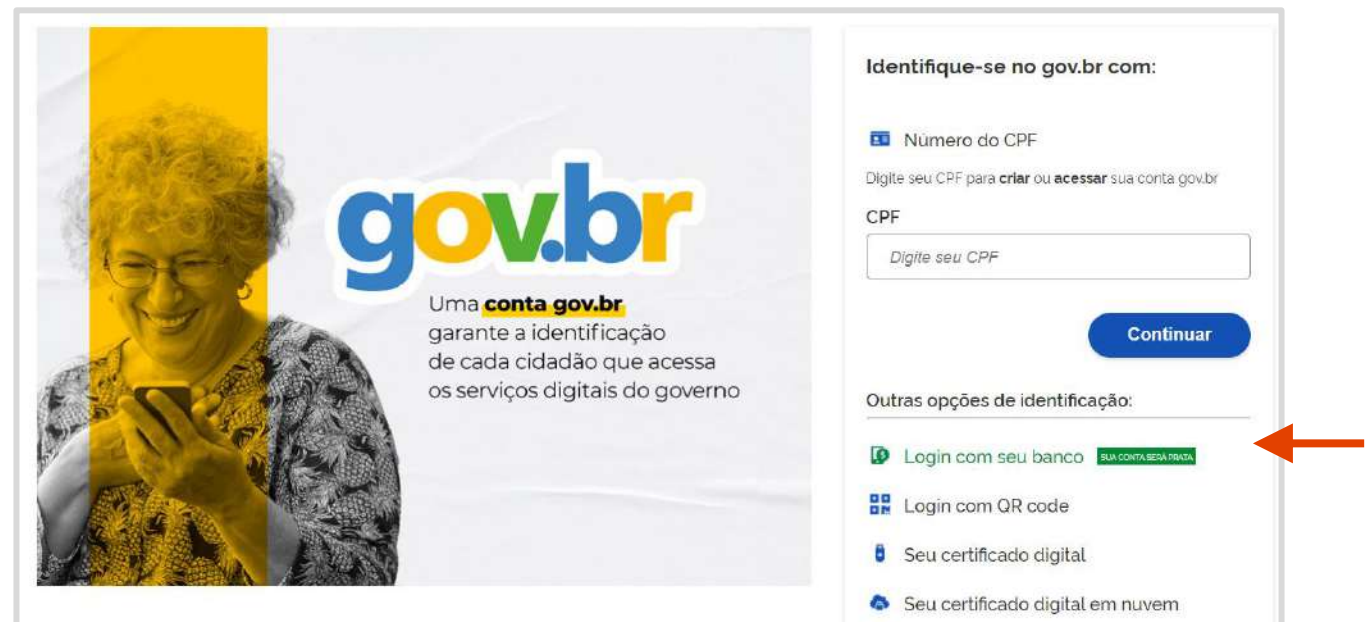 gov.br
Uma conta gov.br
garante a identificação
de cada cidadão que acessa
os serviços digitais do governo
Identifique-se no gov.br com:
Número do CPF
Digite seu CPF para criar ou acessar sua conta gov.br
CPF
Digite seu CPF
Continuar
Outras opções de identificação:
Login com seu banco SUA CONTA SERÁ PRATA
Login com QR code
Seu certificado digital
Seu certificado digital em nuvem